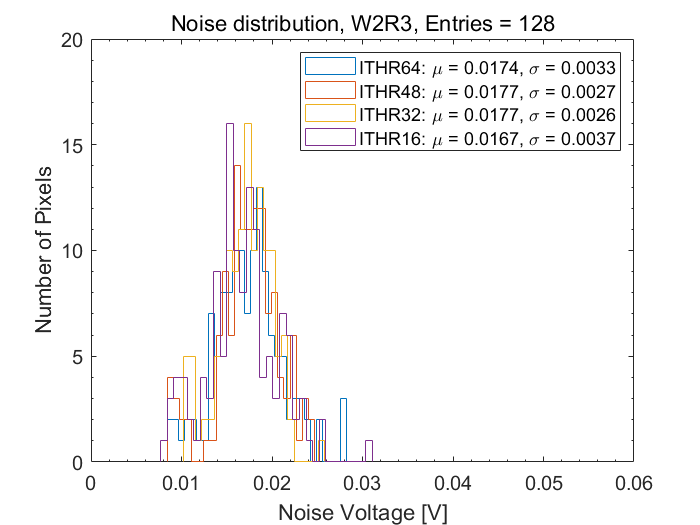 Noise distribution, W2R3, Entries = 128
20
15
10
5
0
Number of Pixels
ITHR64: μ = 0.0174, σ = 0.0033
ITHR48: μ = 0.0177, σ = 0.0027
ITHR32: μ = 0.0177, σ = 0.0026
ITHR16: μ = 0.0167, σ = 0.0037
0 0.01 0.02 0.03 0.04 0.05 0.06
Noise Voltage [V]